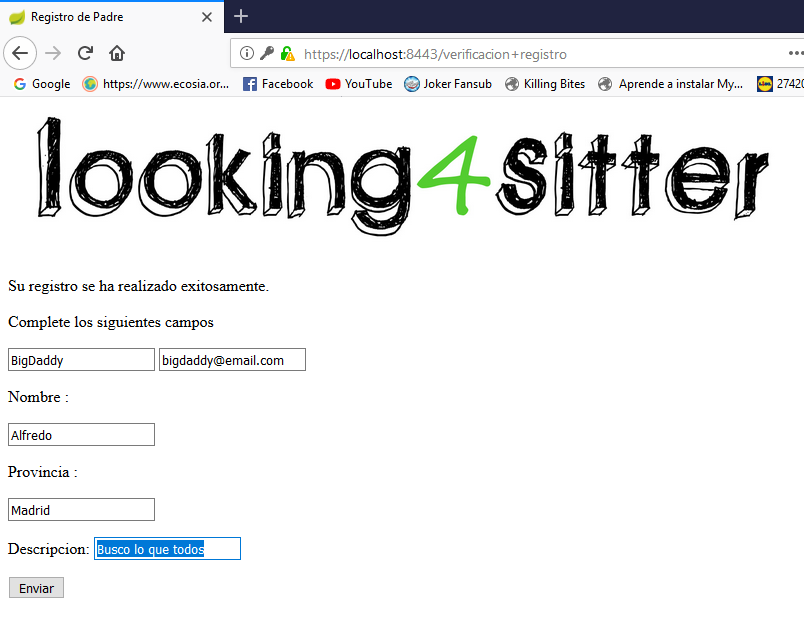 Registro de Padre
https://localhost:8443/verificacion+registro
Google https://www.ecosia.or... Facebook YouTube Joker Fansub Killing Bites Aprende a instalar My... 27420
looking4sitter
Su registro se ha realizado exitosamente.
Complete los siguientes campos
BigDaddy bigdaddy@email.com
Nombre :
Alfredo
Provincia :
Madrid
Descripcion: Busco lo que todos
Enviar